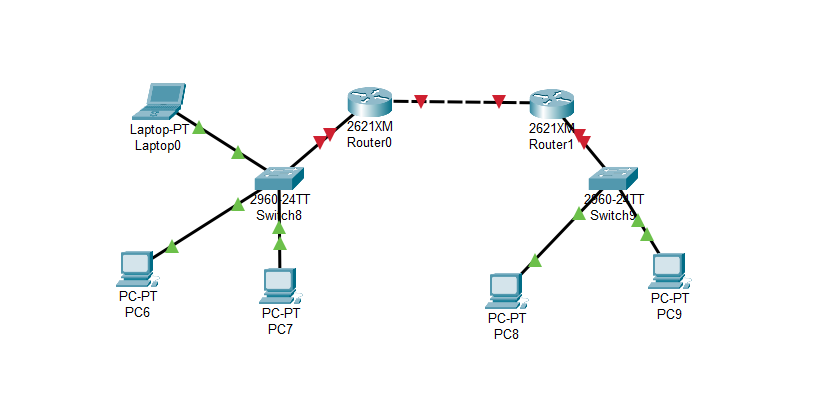 Laptop-PT
Laptop0
2621XM
Router0
2621XM
Router1
2960-24TT
Switch8
2960-24TT
Switch9
PC-PT
PC6
PC-PT
PC7
PC-PT
PC8
PC-PT
PC9